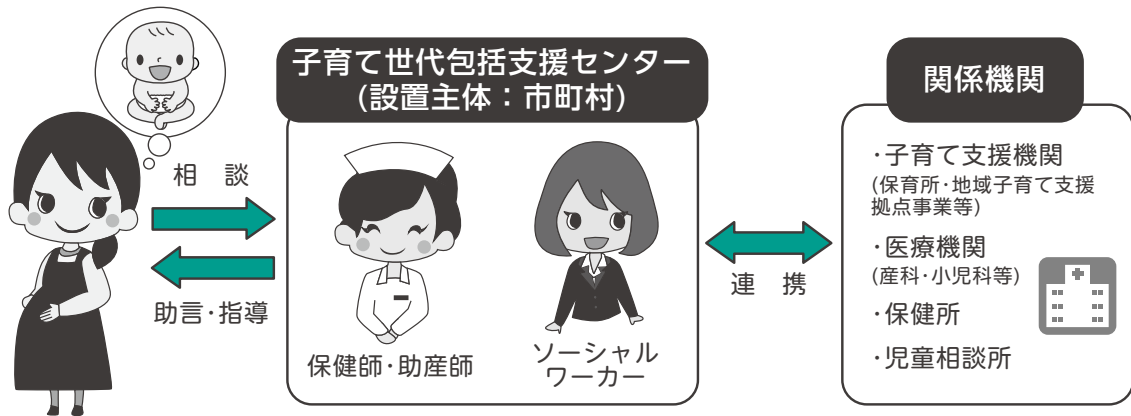 子育て世代包括支援センター
(設置主体：市町村)
相　談
助言・指導
保健師・助産師
ソーシャル
ワーカー
連　携
関係機関
・子育て支援機関
(保育所・地域子育て支援
拠点事業等)
・医療機関
(産科・小児科等)
・保健所
・児童相談所